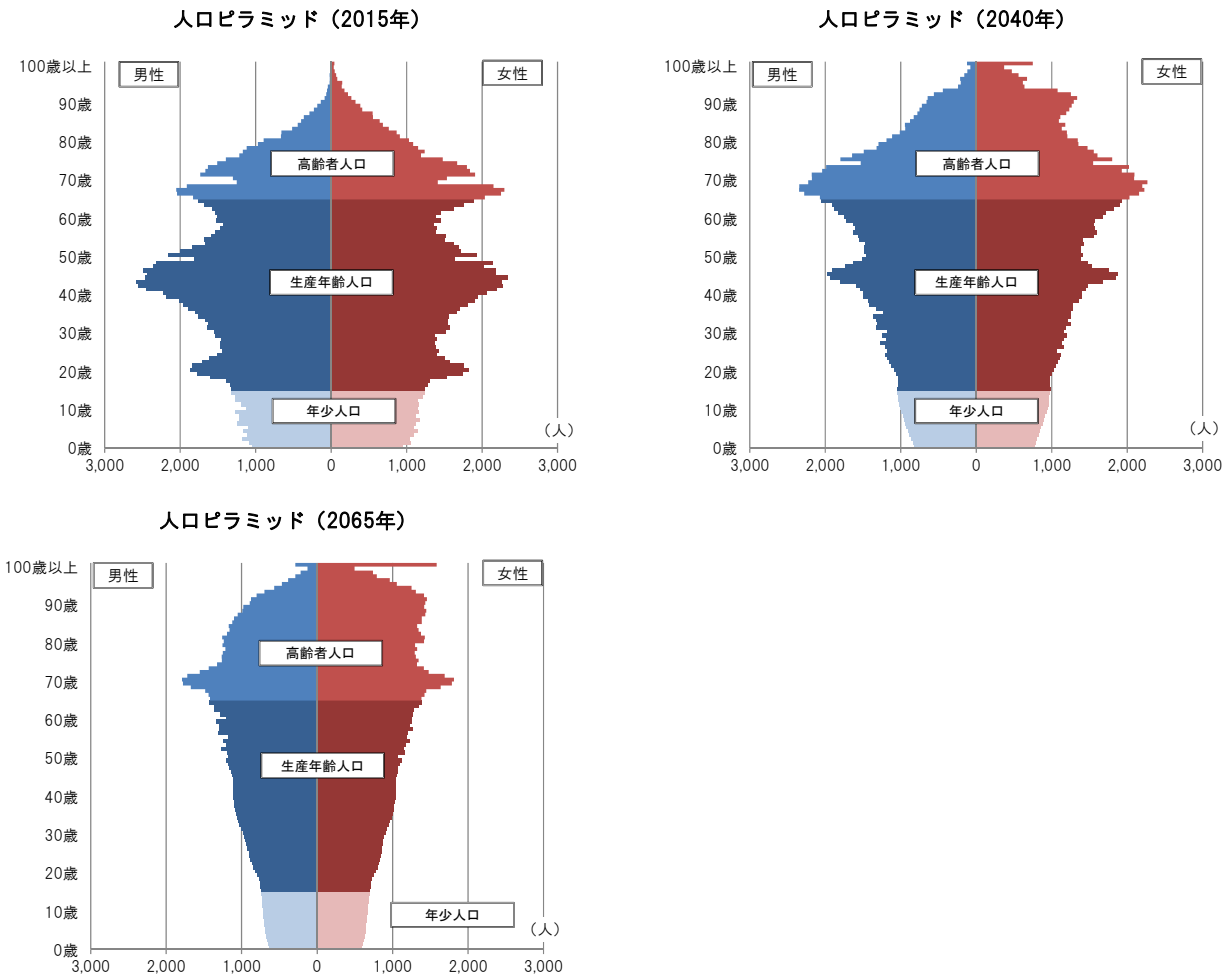 人口ピラミッド（2015年）
男性
女性
100歳以上
90歳
80歳
70歳
60歳
50歳
40歳
30歳
20歳
10歳
0歳
高齢者人口
生産年齢人口
年少人口
（人）
3,000 2,000 1,000 0 1,000 2,000 3,000
人口ピラミッド（2040年）
男性
女性
100歳以上
90歳
80歳
70歳
60歳
50歳
40歳
30歳
20歳
10歳
0歳
高齢者人口
生産年齢人口
年少人口
（人）
3,000 2,000 1,000 0 1,000 2,000 3,000
人口ピラミッド（2065年）
男性
女性
100歳以上
90歳
80歳
70歳
60歳
50歳
40歳
30歳
20歳
10歳
0歳
高齢者人口
生産年齢人口
年少人口
（人）
3,000 2,000 1,000 0 1,000 2,000 3,000